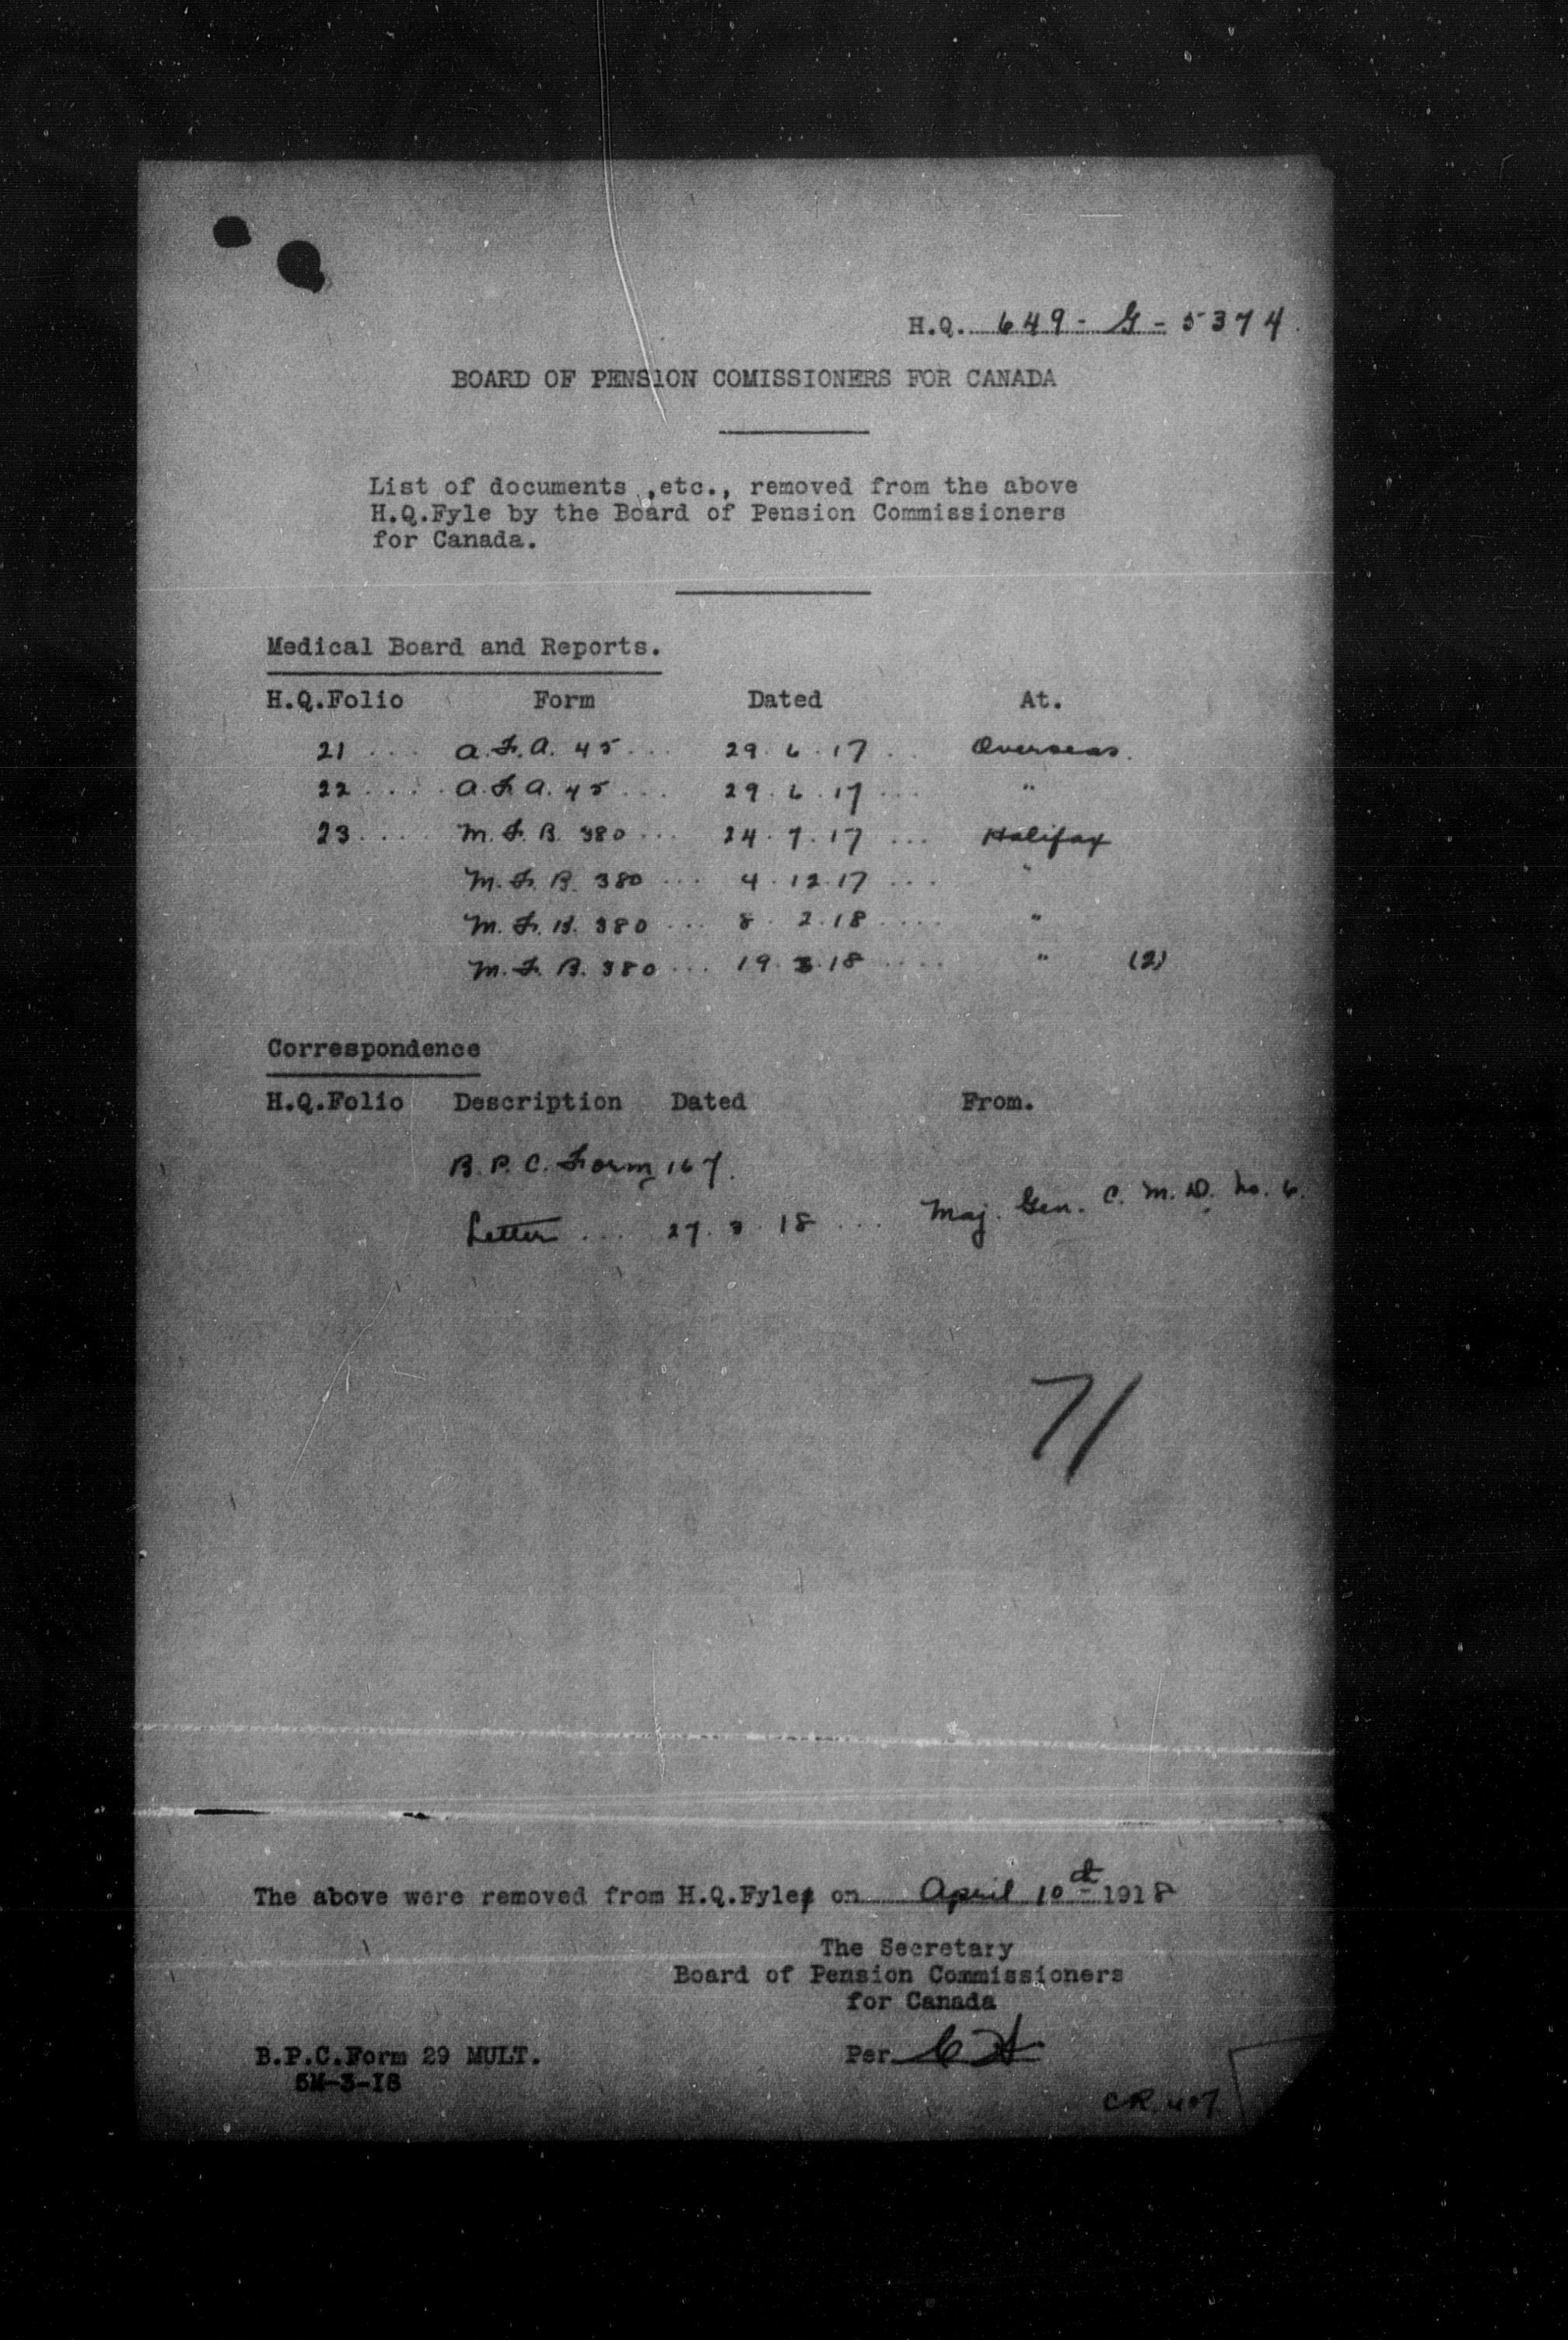 H.Q. 649 - G - 5374
BOARD OF PENSION COMISSIONERS FOR CANADA
List of documents ,etc., removed from the above
H.Q.Fyle by the Board of Pension Commissioners
for Canada.
Medical Board and Reports.
H.Q.Folio Form Dated At.
21 .... A.F.A. 45 ... 29.6.17 ... Overseas.
22 .... A.F.A. 45 ... 29.6.17 ... "
23 .... M.F.B. 380 ... 24.7.17 ... Halifax
M.F.B. 380 ... 4.12.17 ... "
M.F.B. 380 ... 8.2.18 .... "
M.F.B. 380 ... 19.3.18 .... " (2)
Correspondence
H.Q.Folio Description Dated From.
B.P.C. Form 167.
Letter .... 27.3.18 ... Maj. Gen. C. M. D. No. 6.
71
The above were removed from H.Q.Fyle on April 10th 1918
The Secretary
Board of Pension Commissioners
for Canada
Per
B.P.C.Form 29 MULT.
5M-3-18
CR. 407